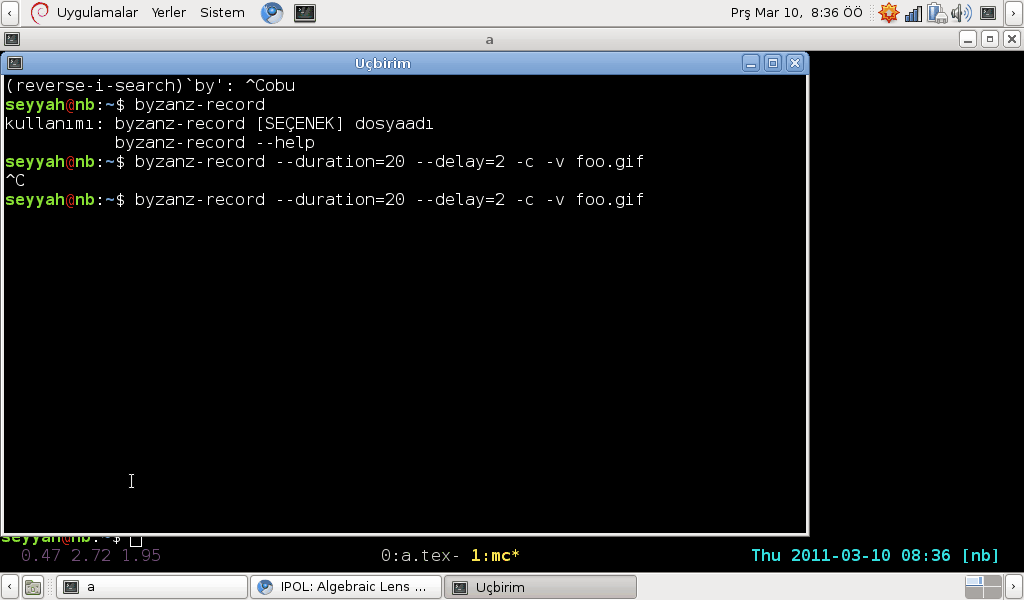 Uygulamalar Yerler Sistem Prş Mar 10, 8:36 ÖÖ
a
Uçbirim
(reverse-i-search)`by': ^Cobu
seyyah@nb:~$ byzanz-record
kullanımı: byzanz-record [SEÇENEK] dosyaadı
byzanz-record --help
seyyah@nb:~$ byzanz-record --duration=20 --delay=2 -c -v foo.gif
^C
seyyah@nb:~$ byzanz-record --duration=20 --delay=2 -c -v foo.gif
seyyah@nb:~$
0.47 2.72 1.95 0:a.tex- 1:mc* Thu 2011-03-10 08:36 [nb]
a IPOL: Algebraic Lens ... Uçbirim